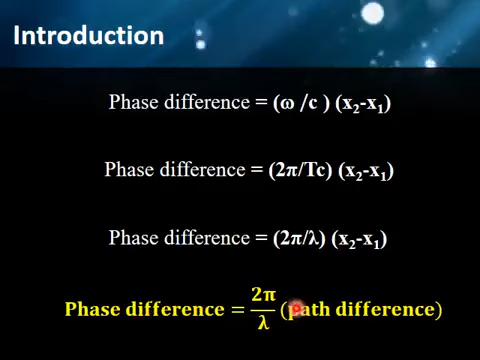 Introduction
Phase difference = (ω /c ) (x₂-x₁)
Phase difference = (2π/Tc) (x₂-x₁)
Phase difference = (2π/λ) (x₂-x₁)
Phase difference = 2π/λ (path difference)